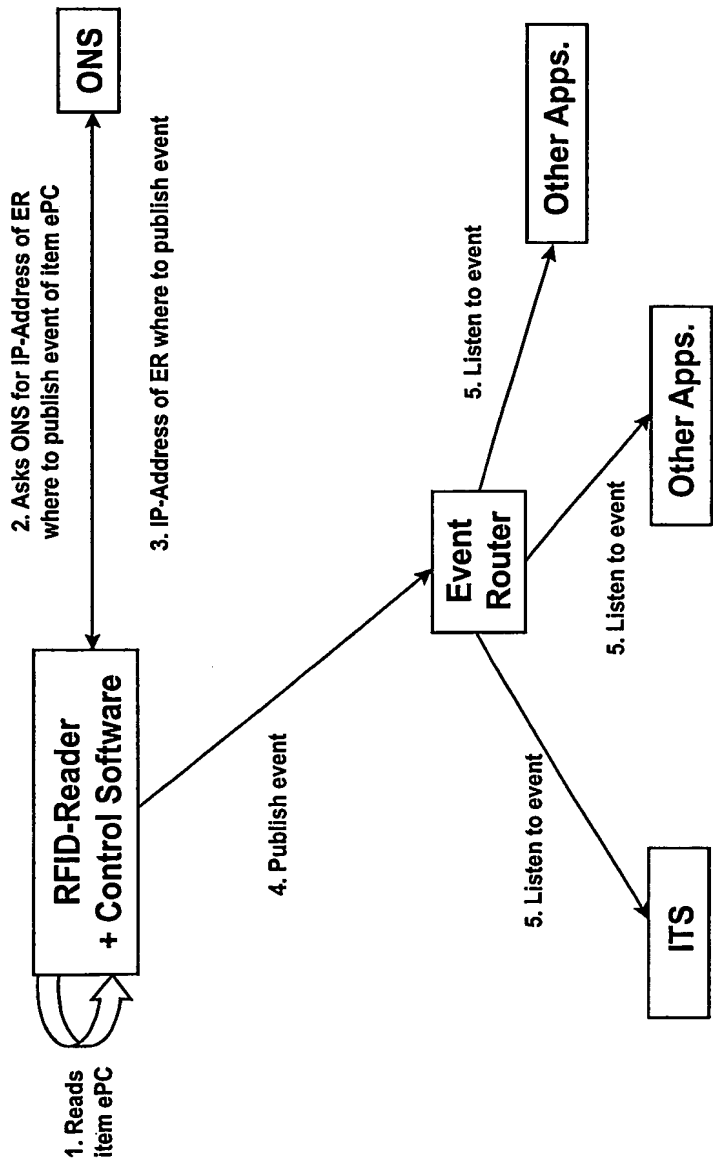 1. Reads
item ePC
RFID-Reader
+ Control Software
2. Asks ONS for IP-Address of ER
where to publish event of item ePC
3. IP-Address of ER where to publish event
ONS
4. Publish event
Event
Router
5. Listen to event
5. Listen to event
5. Listen to event
ITS
Other Apps.
Other Apps.